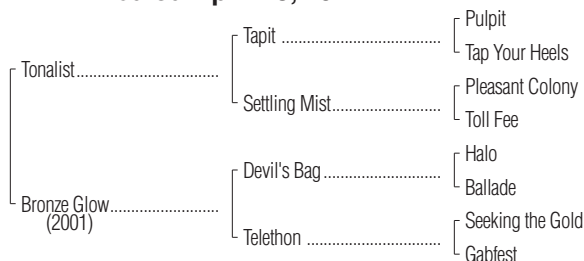 Pulpit
Tapit
Tap Your Heels
Tonalist
Pleasant Colony
Settling Mist
Toll Fee
Halo
Devil's Bag
Ballade
Bronze Glow
(2001)
Seeking the Gold
Telethon
Gabfest